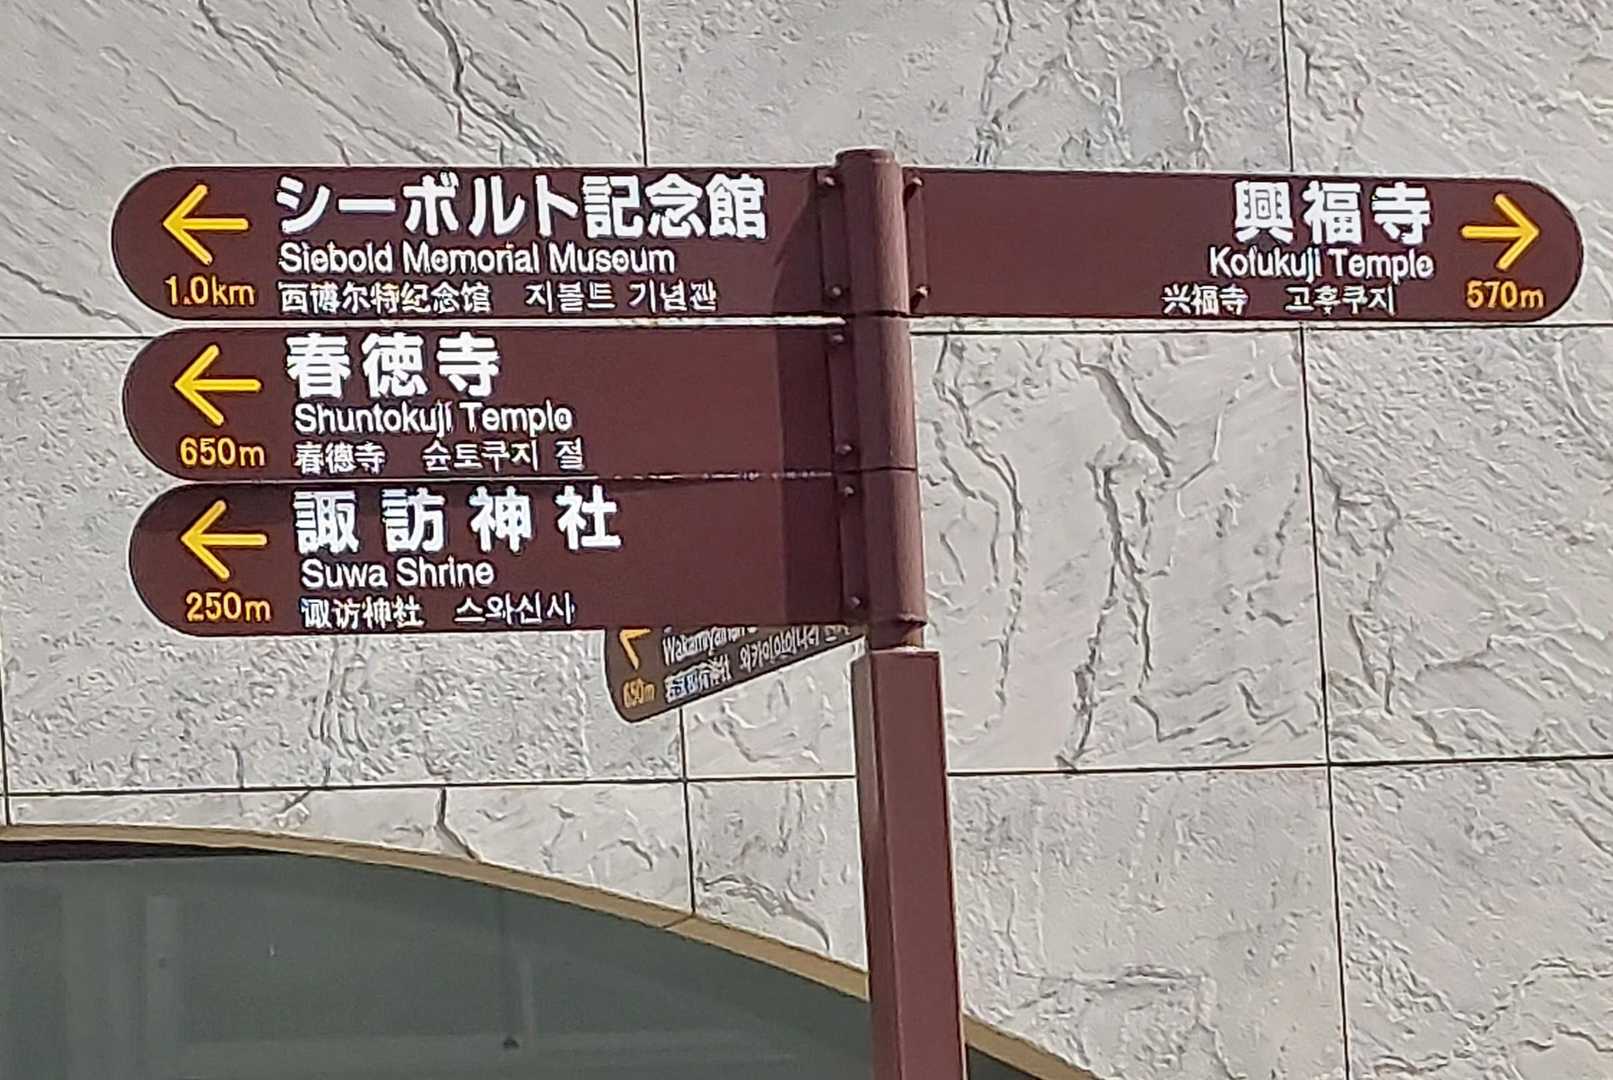 シーボルト記念館
Siebold Memorial Museum
1.0km
西博尔特纪念馆 지볼트 기념관
興福寺
Kofukuji Temple
兴福寺 고후쿠지
570m
春徳寺
Shuntokuji Temple
650m
春德寺 슌토쿠지 절
諏訪神社
Suwa Shrine
250m
诹访神社 스와신사
650m